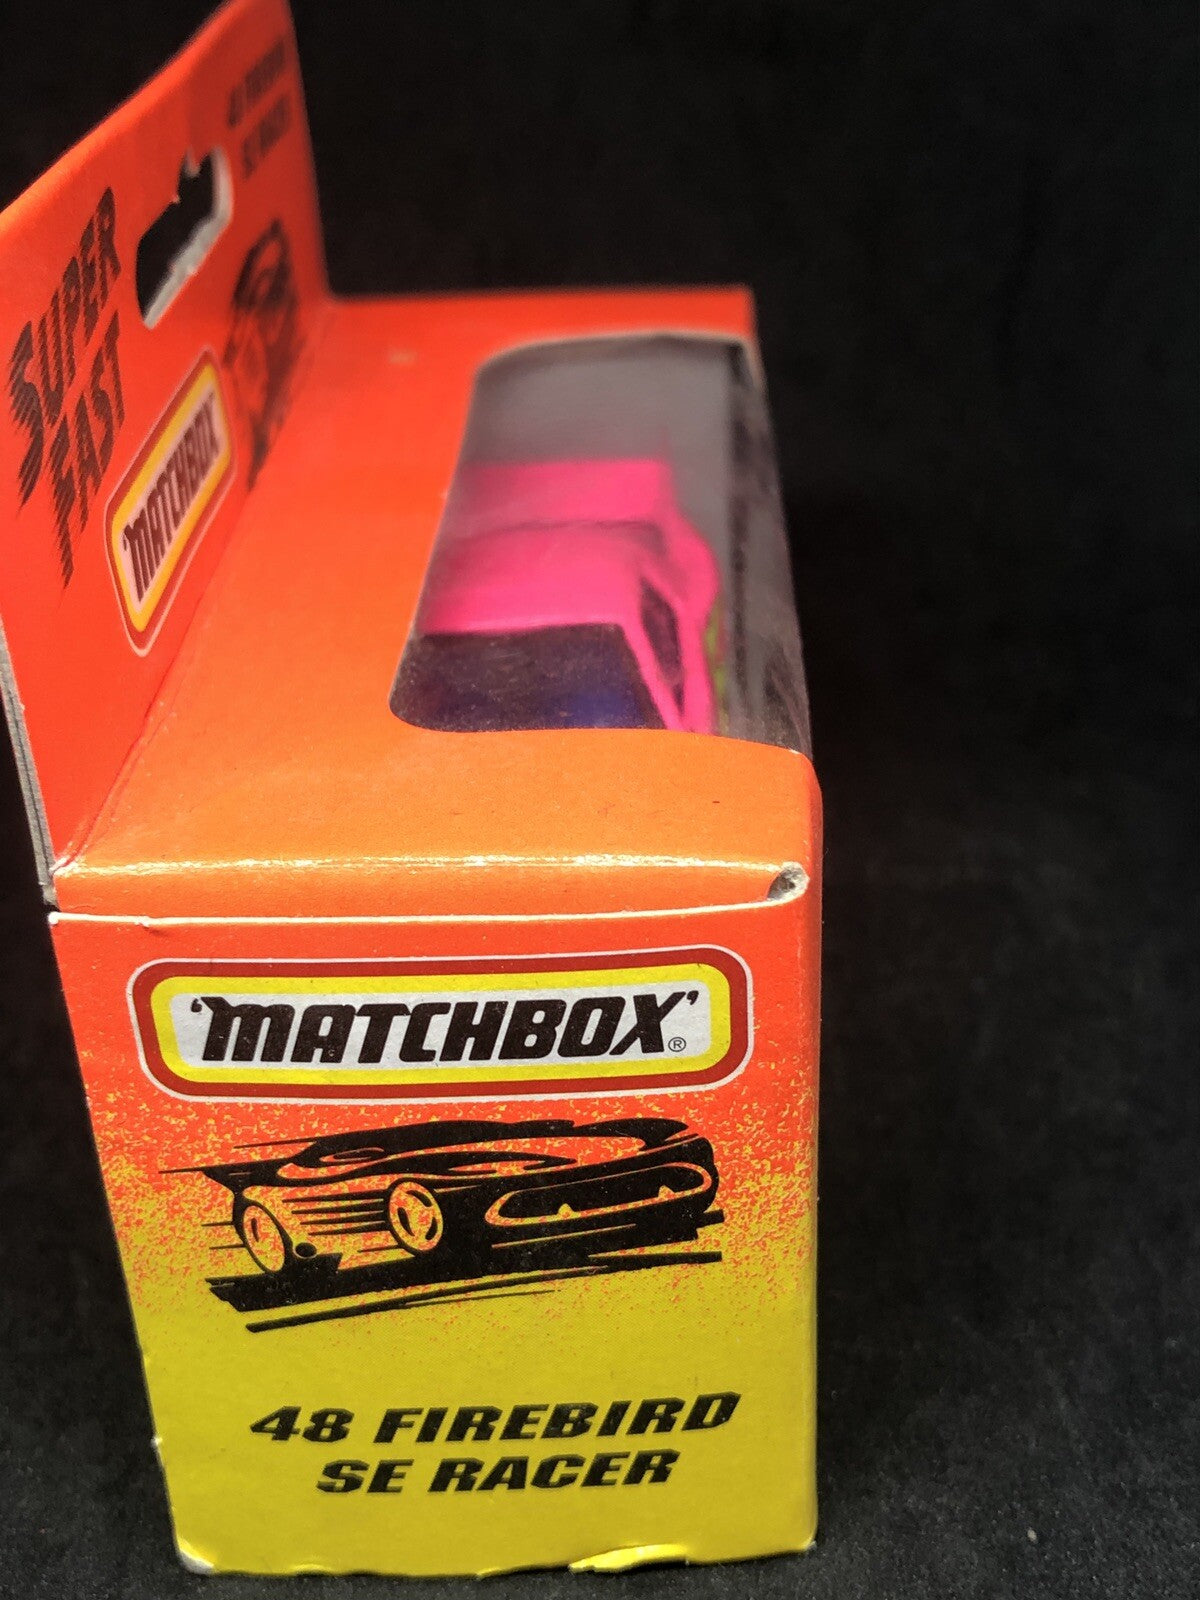 SUPER
FAST
'MATCHBOX'
'MATCHBOX'®
48 FIREBIRD
SE RACER